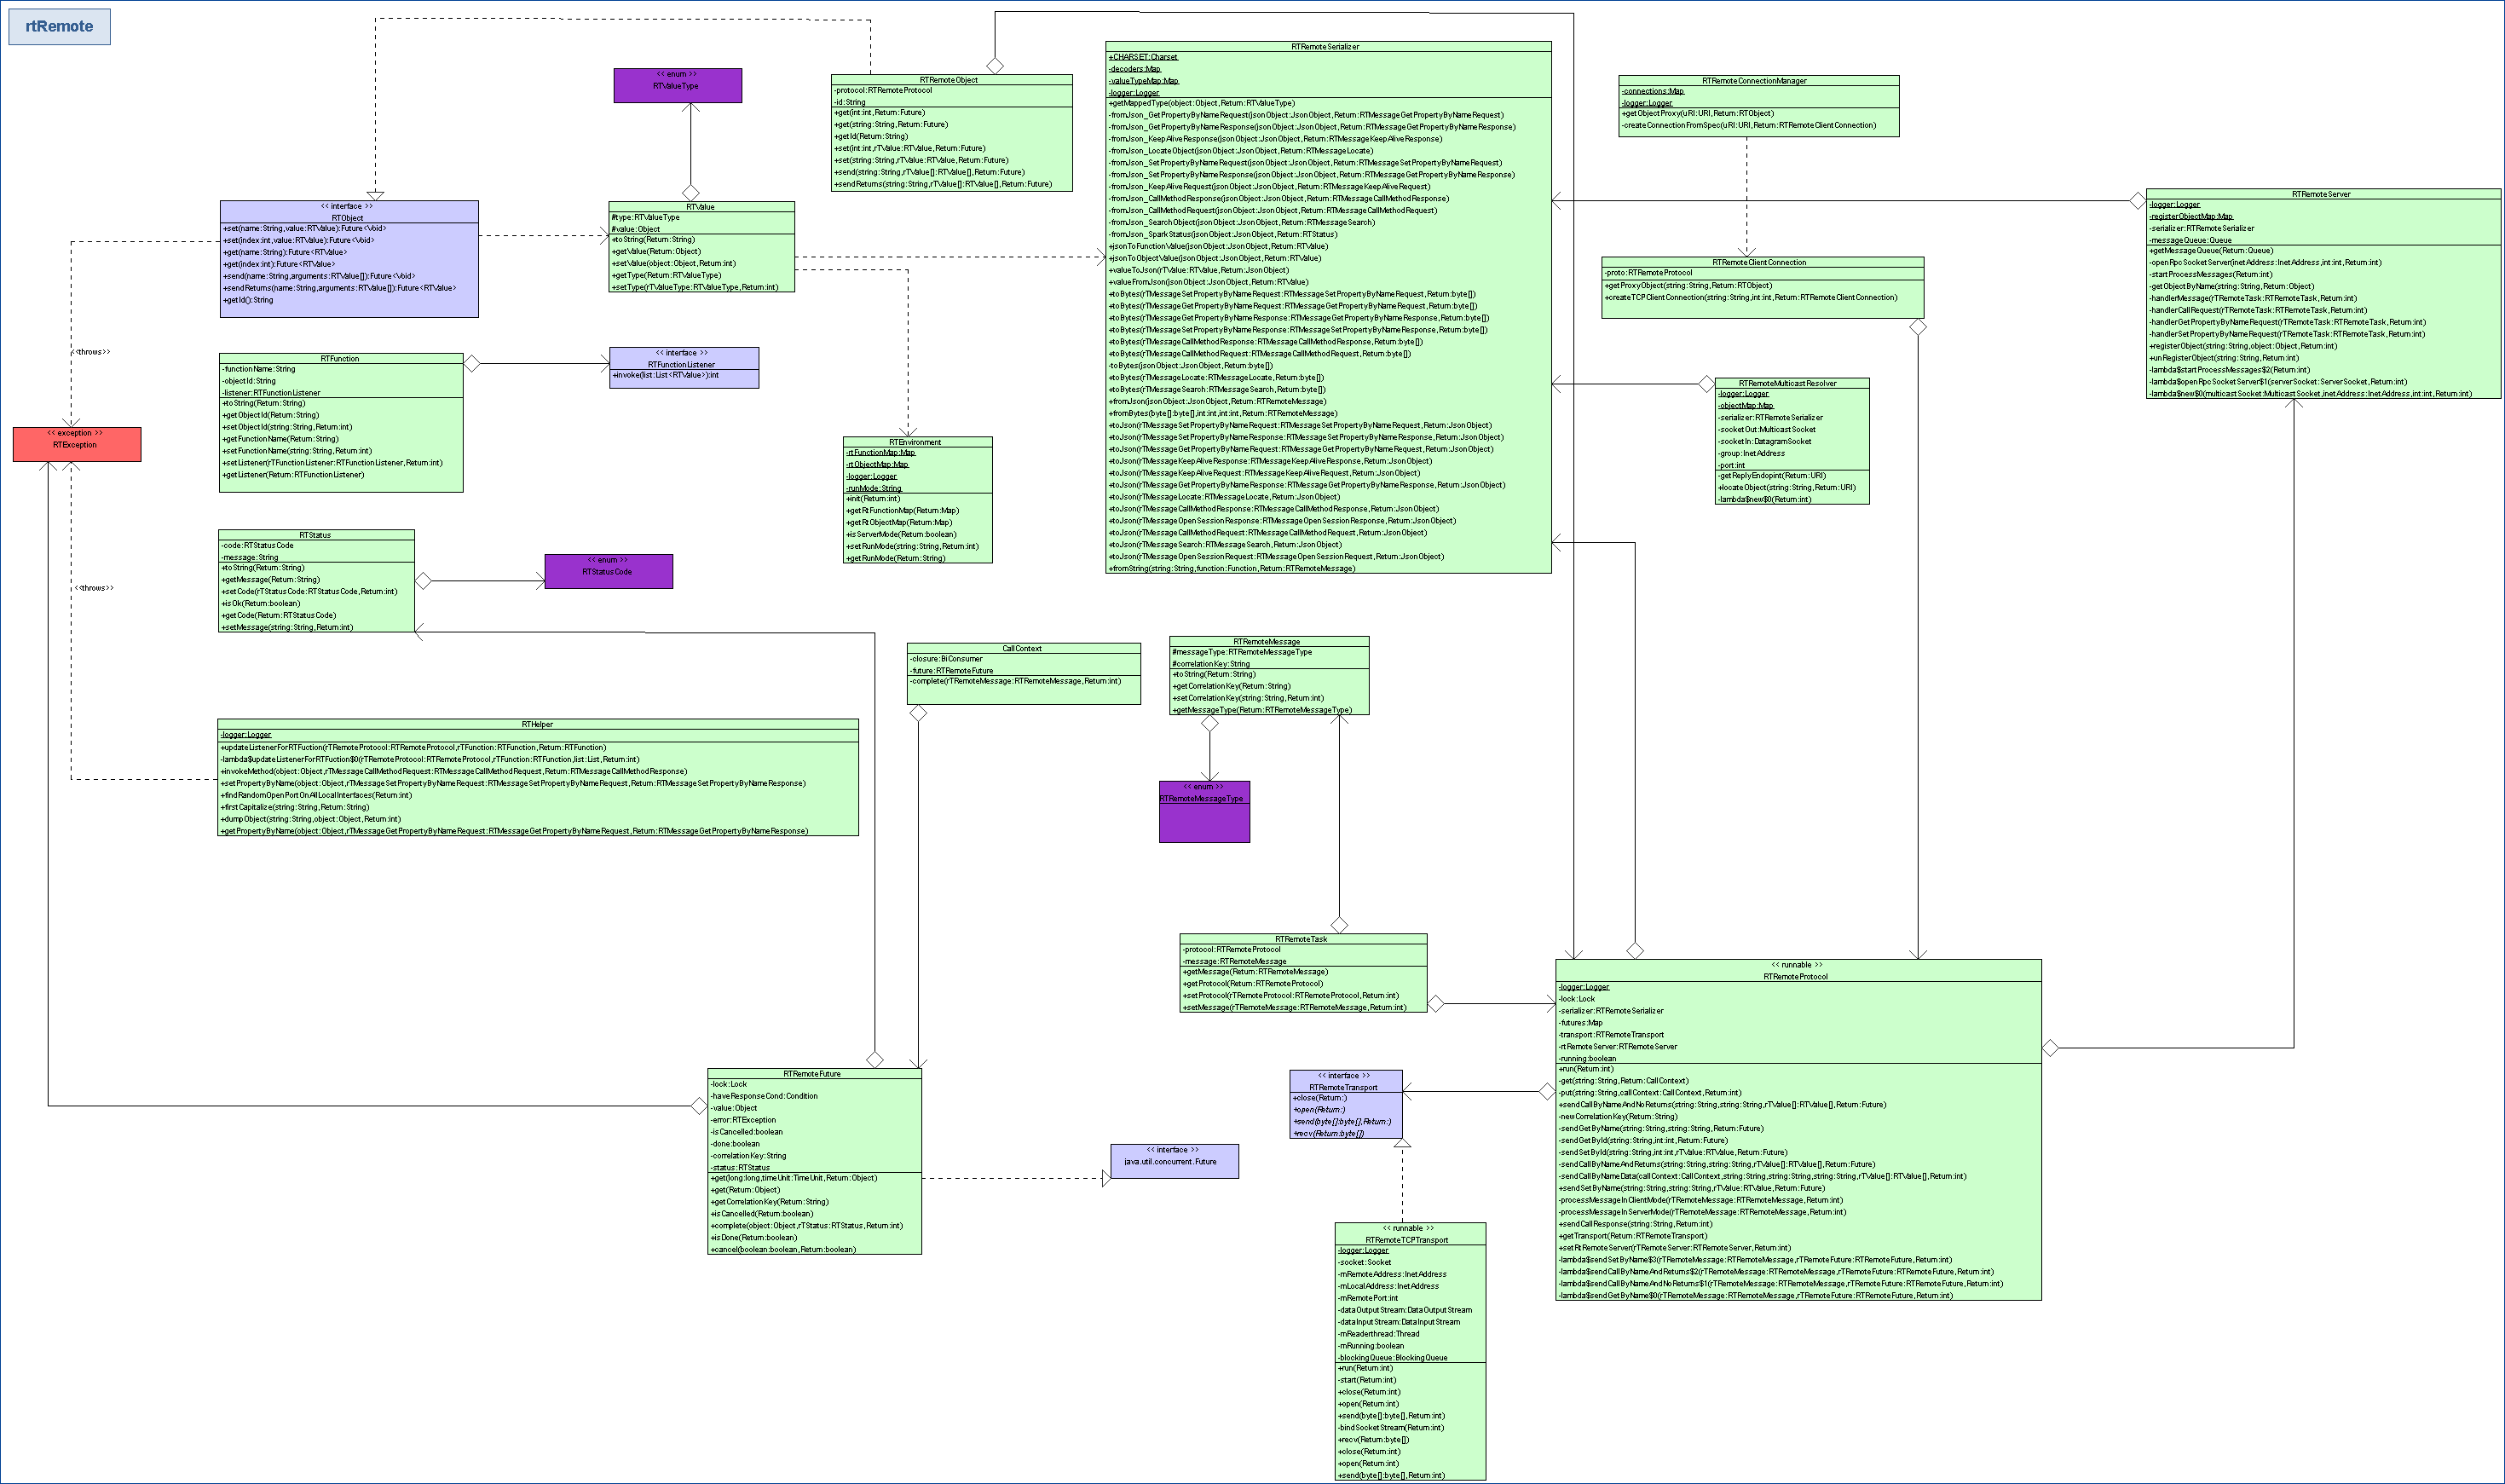 rtRemote
<< enum >>
RTValueType
RTRemoteObject
-protocol:RTRemoteProtocol
-id:String
+get(int:int,Return:Future)
+get(string:String,Return:Future)
+getId(Return:String)
+set(int:int,rTValue:RTValue,Return:Future)
+set(string:String,rTValue:RTValue,Return:Future)
+send(string:String,rTValue[]:RTValue[],Return:Future)
+sendReturns(string:String,rTValue[]:RTValue[],Return:Future)
RTRemoteSerializer
+CHARSET:Charset
-decoders:Map
-valueTypeMap:Map
-logger:Logger
+getMappedType(object:Object,Return:RTValueType)
-fromJson_GetPropertyByNameRequest(jsonObject:JsonObject,Return:RTMessageGetPropertyByNameRequest)
-fromJson_GetPropertyByNameResponse(jsonObject:JsonObject,Return:RTMessageGetPropertyByNameResponse)
-fromJson_KeepAliveResponse(jsonObject:JsonObject,Return:RTMessageKeepAliveResponse)
-fromJson_LocateObject(jsonObject:JsonObject,Return:RTMessageLocate)
-fromJson_SetPropertyByNameRequest(jsonObject:JsonObject,Return:RTMessageSetPropertyByNameRequest)
-fromJson_SetPropertyByNameResponse(jsonObject:JsonObject,Return:RTMessageGetPropertyByNameResponse)
-fromJson_KeepAliveRequest(jsonObject:JsonObject,Return:RTMessageKeepAliveRequest)
-fromJson_CallMethodResponse(jsonObject:JsonObject,Return:RTMessageCallMethodResponse)
-fromJson_CallMethodRequest(jsonObject:JsonObject,Return:RTMessageCallMethodRequest)
-fromJson_SearchObject(jsonObject:JsonObject,Return:RTMessageSearch)
-fromJson_SparkStatus(jsonObject:JsonObject,Return:RTStatus)
+jsonToFunctionValue(jsonObject:JsonObject,Return:RTValue)
+jsonToObjectValue(jsonObject:JsonObject,Return:RTValue)
+valueToJson(rTValue:RTValue,Return:JsonObject)
+valueFromJson(jsonObject:JsonObject,Return:RTValue)
+toBytes(rTMessageSetPropertyByNameRequest:RTMessageSetPropertyByNameRequest,Return:byte[])
+toBytes(rTMessageGetPropertyByNameRequest:RTMessageGetPropertyByNameRequest,Return:byte[])
+toBytes(rTMessageGetPropertyByNameResponse:RTMessageGetPropertyByNameResponse,Return:byte[])
+toBytes(rTMessageSetPropertyByNameResponse:RTMessageSetPropertyByNameResponse,Return:byte[])
+toBytes(rTMessageCallMethodResponse:RTMessageCallMethodResponse,Return:byte[])
+toBytes(rTMessageCallMethodRequest:RTMessageCallMethodRequest,Return:byte[])
-toBytes(jsonObject:JsonObject,Return:byte[])
+toBytes(rTMessageLocate:RTMessageLocate,Return:byte[])
+toBytes(rTMessageSearch:RTMessageSearch,Return:byte[])
+fromJson(jsonObject:JsonObject,Return:RTRemoteMessage)
+fromBytes(byte[]:byte[],int:int,int:int,Return:RTRemoteMessage)
+toJson(rTMessageSetPropertyByNameRequest:RTMessageSetPropertyByNameRequest,Return:JsonObject)
+toJson(rTMessageSetPropertyByNameResponse:RTMessageSetPropertyByNameResponse,Return:JsonObject)
+toJson(rTMessageGetPropertyByNameRequest:RTMessageGetPropertyByNameRequest,Return:JsonObject)
+toJson(rTMessageKeepAliveResponse:RTMessageKeepAliveResponse,Return:JsonObject)
+toJson(rTMessageKeepAliveRequest:RTMessageKeepAliveRequest,Return:JsonObject)
+toJson(rTMessageGetPropertyByNameResponse:RTMessageGetPropertyByNameResponse,Return:JsonObject)
+toJson(rTMessageLocate:RTMessageLocate,Return:JsonObject)
+toJson(rTMessageCallMethodResponse:RTMessageCallMethodResponse,Return:JsonObject)
+toJson(rTMessageOpenSessionResponse:RTMessageOpenSessionResponse,Return:JsonObject)
+toJson(rTMessageCallMethodRequest:RTMessageCallMethodRequest,Return:JsonObject)
+toJson(rTMessageSearch:RTMessageSearch,Return:JsonObject)
+toJson(rTMessageOpenSessionRequest:RTMessageOpenSessionRequest,Return:JsonObject)
+fromString(string:String,function:Function,Return:RTRemoteMessage)
RTRemoteConnectionManager
-connections:Map
-logger:Logger
+getObjectProxy(uRI:URI,Return:RTObject)
-createConnectionFromSpec(uRI:URI,Return:RTRemoteClientConnection)
RTRemoteServer
-logger:Logger
-registerObjectMap:Map
-serializer:RTRemoteSerializer
-messageQueue:Queue
+getMessageQueue(Return:Queue)
-openRpcSocketServer(inetAddress:InetAddress,int:int,Return:int)
-startProcessMessages(Return:int)
-getObjectByName(string:String,Return:Object)
-handlerMessage(rTRemoteTask:RTRemoteTask,Return:int)
-handlerCallRequest(rTRemoteTask:RTRemoteTask,Return:int)
-handlerGetPropertyByNameRequest(rTRemoteTask:RTRemoteTask,Return:int)
-handlerSetPropertyByNameRequest(rTRemoteTask:RTRemoteTask,Return:int)
+registerObject(string:String,object:Object,Return:int)
+unRegisterObject(string:String,Return:int)
-lambda$startProcessMessages$2(Return:int)
-lambda$openRpcSocketServer$1(serverSocket:ServerSocket,Return:int)
-lambda$new$0(multicastSocket:MulticastSocket,inetAddress:InetAddress,int:int,Return:int)
<< interface >>
RTObject
+set(name:String,value:RTValue):Future<Void>
+set(index:int,value:RTValue):Future<Void>
+get(name:String):Future<RTValue>
+get(index:int):Future<RTValue>
+send(name:String,arguments:RTValue[]):Future<Void>
+sendReturns(name:String,arguments:RTValue[]):Future<RTValue>
+getId():String
RTValue
#type:RTValueType
#value:Object
+toString(Return:String)
+getValue(Return:Object)
+setValue(object:Object,Return:int)
+getType(Return:RTValueType)
+setType(rTValueType:RTValueType,Return:int)
RTRemoteClientConnection
-proto:RTRemoteProtocol
+getProxyObject(string:String,Return:RTObject)
+createTCPClientConnection(string:String,int:int,Return:RTRemoteClientConnection)
<<throws>>
RTFunction
-functionName:String
-objectId:String
-listener:RTFunctionListener
+toString(Return:String)
+getObjectId(Return:String)
+setObjectId(string:String,Return:int)
+getFunctionName(Return:String)
+setFunctionName(string:String,Return:int)
+setListener(rTFunctionListener:RTFunctionListener,Return:int)
+getListener(Return:RTFunctionListener)
<< interface >>
RTFunctionListener
+invoke(list:List<RTValue>):int
RTRemoteMulticastResolver
-logger:Logger
-objectMap:Map
-serializer:RTRemoteSerializer
-socketOut:MulticastSocket
-socketIn:DatagramSocket
-group:InetAddress
-port:int
-getReplyEndopint(Return:URI)
+locateObject(string:String,Return:URI)
-lambda$new$0(Return:int)
<< exception >>
RTException
RTEnvironment
-rtFunctionMap:Map
-rtObjectMap:Map
-logger:Logger
-runMode:String
+init(Return:int)
+getRtFunctionMap(Return:Map)
+getRtObjectMap(Return:Map)
+isServerMode(Return:boolean)
+setRunMode(string:String,Return:int)
+getRunMode(Return:String)
RTStatus
-code:RTStatusCode
-message:String
+toString(Return:String)
+getMessage(Return:String)
+setCode(rTStatusCode:RTStatusCode,Return:int)
+isOk(Return:boolean)
+getCode(Return:RTStatusCode)
+setMessage(string:String,Return:int)
<< enum >>
RTStatusCode
<<throws>>
CallContext
-closure:BiConsumer
-future:RTRemoteFuture
-complete(rTRemoteMessage:RTRemoteMessage,Return:int)
RTRemoteMessage
#messageType:RTRemoteMessageType
#correlationKey:String
+toString(Return:String)
+getCorrelationKey(Return:String)
+setCorrelationKey(string:String,Return:int)
+getMessageType(Return:RTRemoteMessageType)
RTHelper
-logger:Logger
+updateListenerForRTFuction(rTRemoteProtocol:RTRemoteProtocol,rTFunction:RTFunction,Return:RTFunction)
-lambda$updateListenerForRTFuction$0(rTRemoteProtocol:RTRemoteProtocol,rTFunction:RTFunction,list:List,Return:int)
+invokeMethod(object:Object,rTMessageCallMethodRequest:RTMessageCallMethodRequest,Return:RTMessageCallMethodResponse)
+setPropertyByName(object:Object,rTMessageSetPropertyByNameRequest:RTMessageSetPropertyByNameRequest,Return:RTMessageSetPropertyByNameResponse)
+findRandomOpenPortOnAllLocalInterfaces(Return:int)
+firstCapitalize(string:String,Return:String)
+dumpObject(string:String,object:Object,Return:int)
+getPropertyByName(object:Object,rTMessageGetPropertyByNameRequest:RTMessageGetPropertyByNameRequest,Return:RTMessageGetPropertyByNameResponse)
<< enum >>
RTRemoteMessageType
RTRemoteTask
-protocol:RTRemoteProtocol
-message:RTRemoteMessage
+getMessage(Return:RTRemoteMessage)
+getProtocol(Return:RTRemoteProtocol)
+setProtocol(rTRemoteProtocol:RTRemoteProtocol,Return:int)
+setMessage(rTRemoteMessage:RTRemoteMessage,Return:int)
<< runnable >>
RTRemoteProtocol
-logger:Logger
-lock:Lock
-serializer:RTRemoteSerializer
-futures:Map
-transport:RTRemoteTransport
-rtRemoteServer:RTRemoteServer
-running:boolean
+run(Return:int)
-get(string:String,Return:CallContext)
-put(string:String,callContext:CallContext,Return:int)
+sendCallByNameAndNoReturns(string:String,string:String,rTValue[]:RTValue[],Return:Future)
-newCorrelationKey(Return:String)
-sendGetByName(string:String,string:String,Return:Future)
-sendGetById(string:String,int:int,Return:Future)
-sendSetById(string:String,int:int,rTValue:RTValue,Return:Future)
-sendCallByNameAndReturns(string:String,string:String,rTValue[]:RTValue[],Return:Future)
-sendCallByNameData(callContext:CallContext,string:String,string:String,string:String,rTValue[]:RTValue[],Return:int)
+sendSetByName(string:String,string:String,rTValue:RTValue,Return:Future)
-processMessageInClientMode(rTRemoteMessage:RTRemoteMessage,Return:int)
-processMessageInServerMode(rTRemoteMessage:RTRemoteMessage,Return:int)
+sendCallResponse(string:String,Return:int)
+getTransport(Return:RTRemoteTransport)
+setRtRemoteServer(rTRemoteServer:RTRemoteServer,Return:int)
-lambda$sendSetByName$3(rTRemoteMessage:RTRemoteMessage,rTRemoteFuture:RTRemoteFuture,Return:int)
-lambda$sendCallByNameAndReturns$2(rTRemoteMessage:RTRemoteMessage,rTRemoteFuture:RTRemoteFuture,Return:int)
-lambda$sendCallByNameAndNoReturns$1(rTRemoteMessage:RTRemoteMessage,rTRemoteFuture:RTRemoteFuture,Return:int)
-lambda$sendGetByName$0(rTRemoteMessage:RTRemoteMessage,rTRemoteFuture:RTRemoteFuture,Return:int)
RTRemoteFuture
-lock:Lock
-haveResponseCond:Condition
-value:Object
-error:RTException
-isCancelled:boolean
-done:boolean
-correlationKey:String
-status:RTStatus
+get(long:long,timeUnit:TimeUnit,Return:Object)
+get(Return:Object)
+getCorrelationKey(Return:String)
+isCancelled(Return:boolean)
+complete(object:Object,rTStatus:RTStatus,Return:int)
+isDone(Return:boolean)
+cancel(boolean:boolean,Return:boolean)
<< interface >>
RTRemoteTransport
+close(Return:)
+open(Return:)
+send(byte[]:byte[],Return:)
+recv(Return:byte[])
<< interface >>
java.util.concurrent.Future
<< runnable >>
RTRemoteTCPTransport
-logger:Logger
-socket:Socket
-mRemoteAddress:InetAddress
-mLocalAddress:InetAddress
-mRemotePort:int
-dataOutputStream:DataOutputStream
-dataInputStream:DataInputStream
-mReaderthread:Thread
-mRunning:boolean
-blockingQueue:BlockingQueue
+run(Return:int)
-start(Return:int)
+close(Return:int)
+open(Return:int)
+send(byte[]:byte[],Return:int)
-bindSocketStream(Return:int)
+recv(Return:byte[])
+close(Return:int)
+open(Return:int)
+send(byte[]:byte[],Return:int)